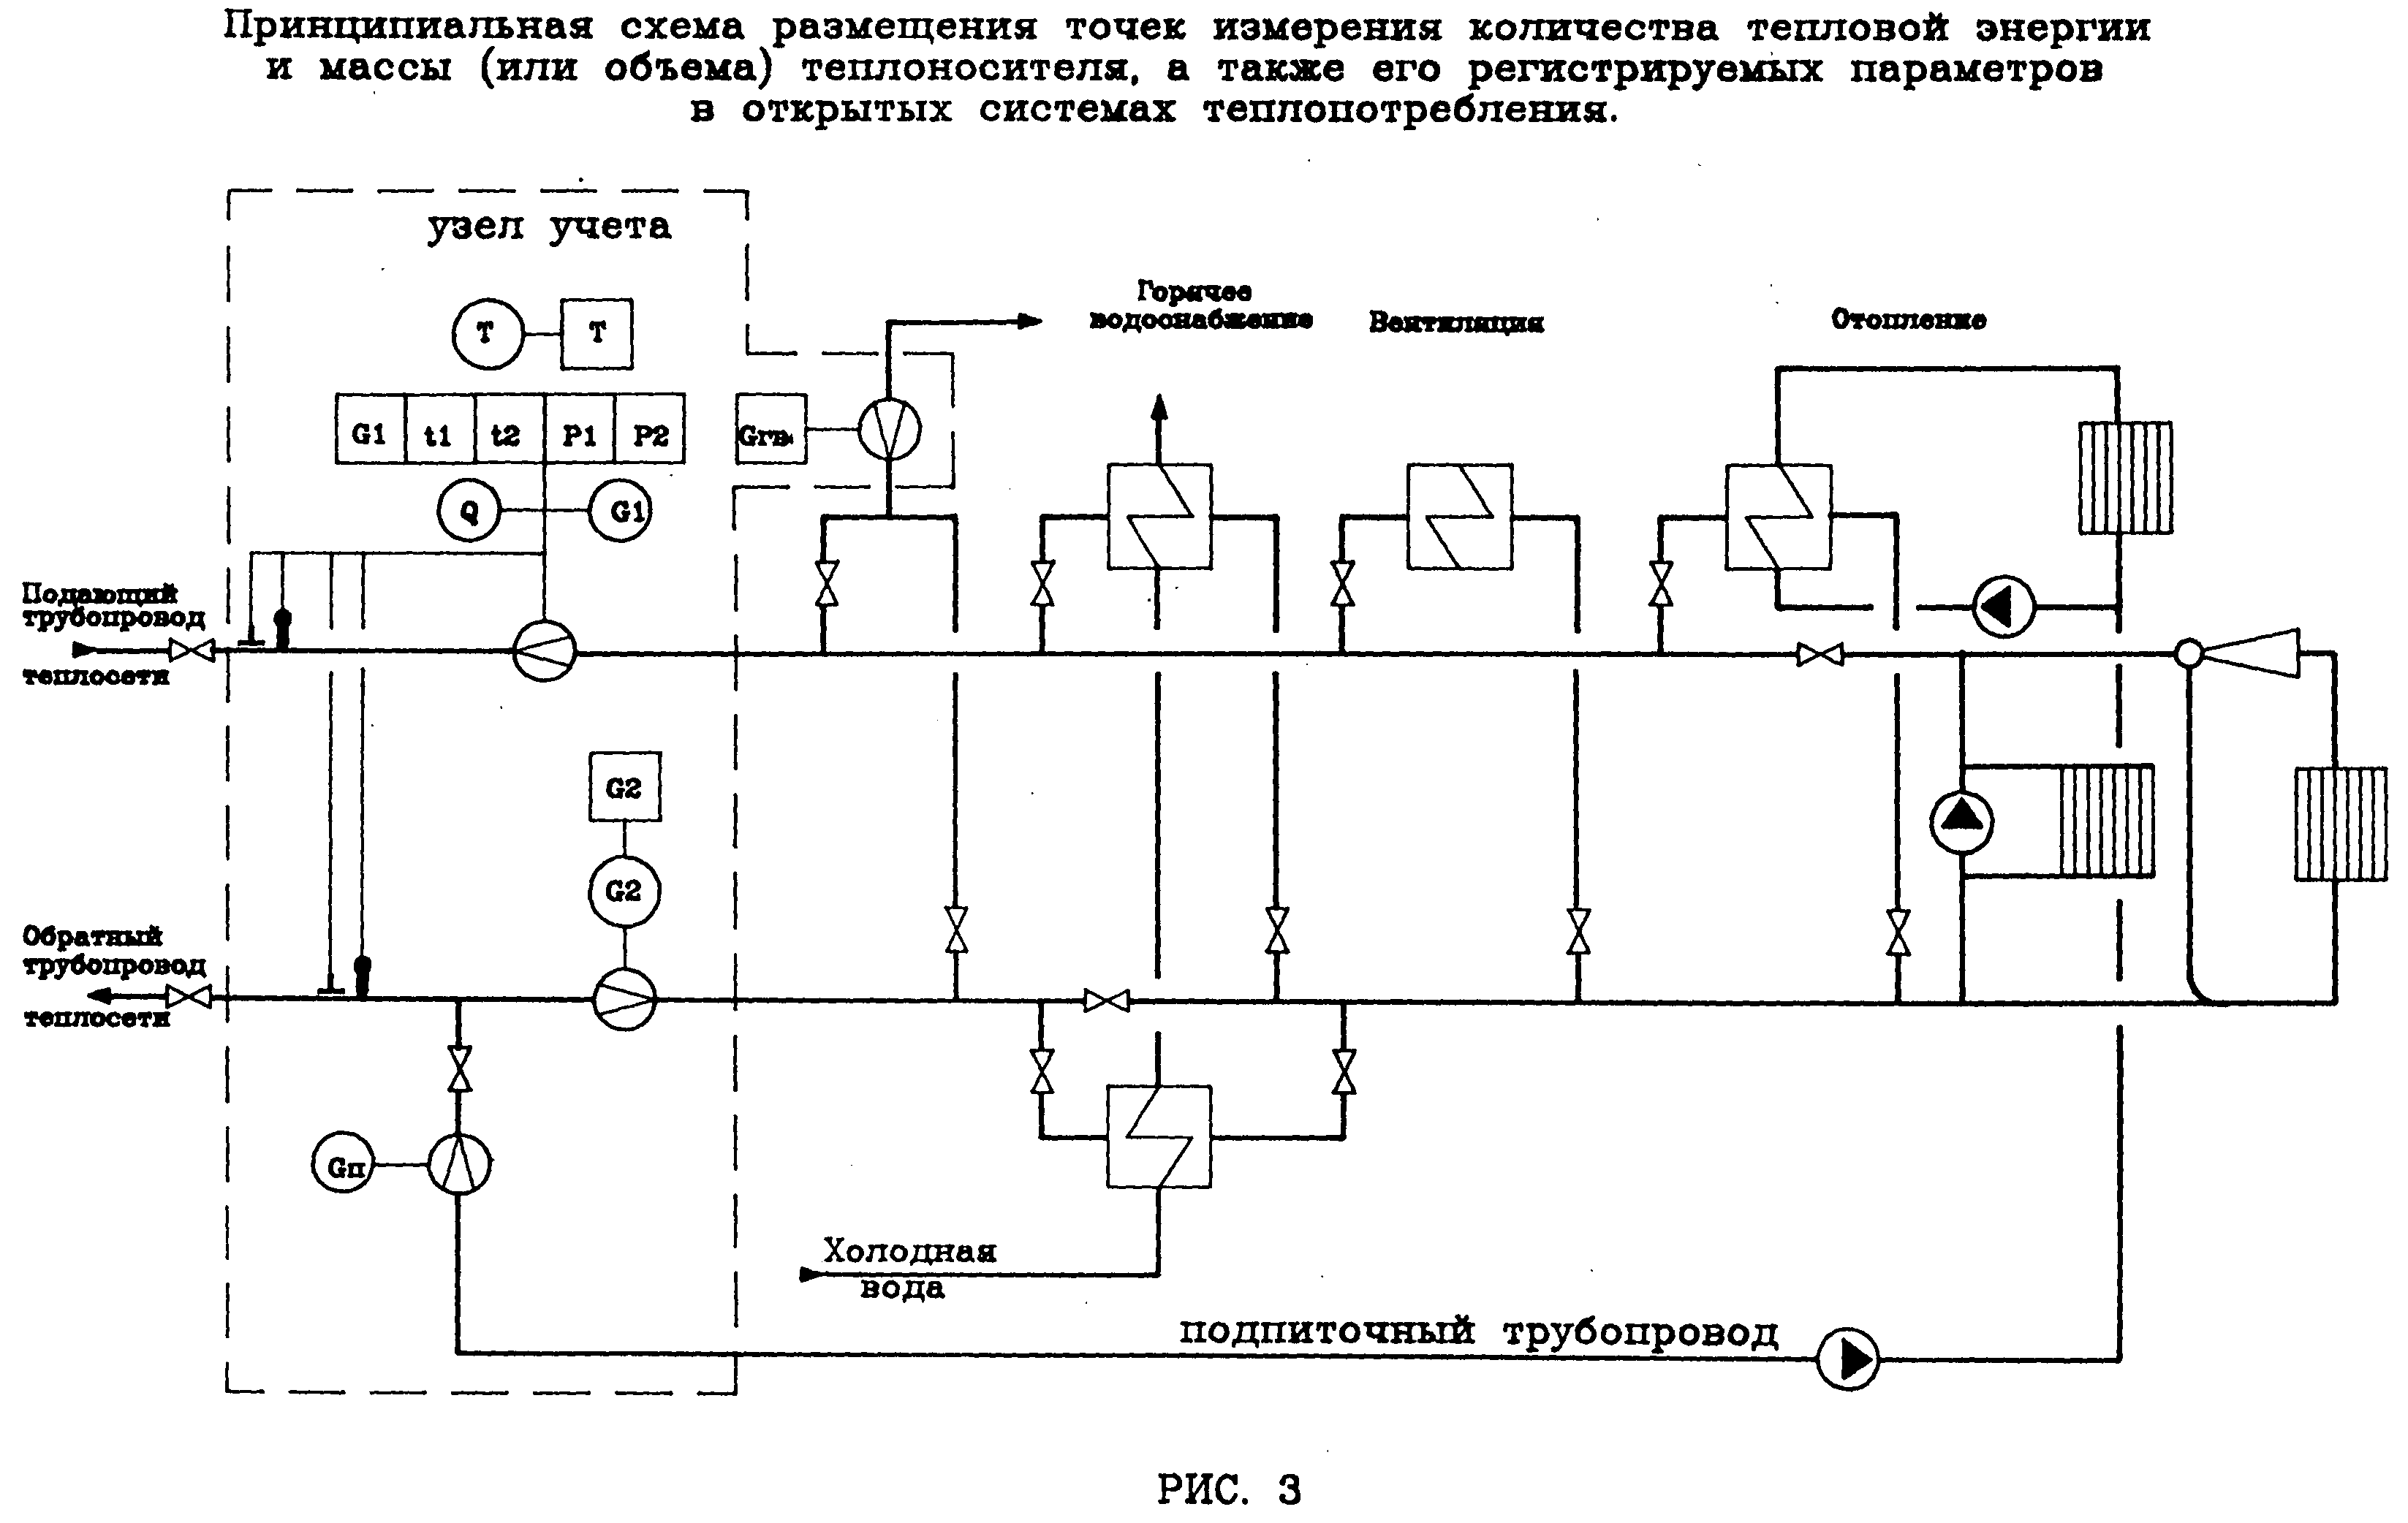 Принципиальная схема размещения точек измерения количества тепловой энергии
и массы (или объема) теплоносителя, а также его регистрируемых параметров
в открытых системах теплопотребления.
узел учета
T T
G1 t1 t2 P1 P2
Gгв
Q G1
Горячее
водоснабжение
Вентиляция
Отопление
Подающий
трубопровод
теплосети
G2
G2
Обратный
трубопровод
теплосети
Gп
Холодная
вода
подпиточный трубопровод
РИС. 3